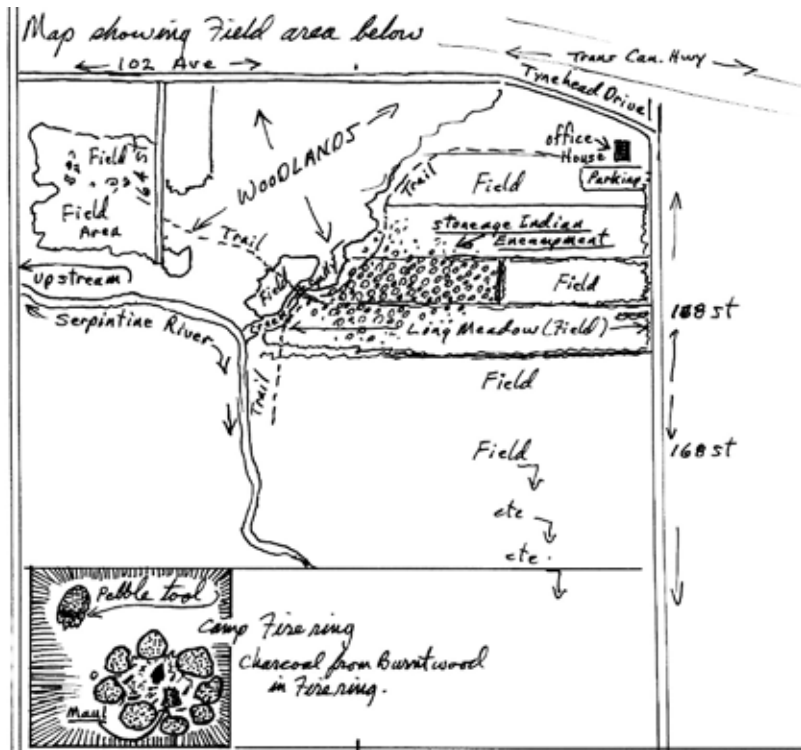 Map showing Field area below
Trans Can. Hwy
102 Ave
Tynehead Drive
office
House
Parking
WOODLANDS
Field
Field
Area
Trail
Trail
Field
Stoneage Indian
Encampment
Field
Field
upstream
Creek
Serpintine River
Long Meadow (Field)
168 st
Trail
Field
Field
168 st
etc
etc.
Pebble tool
Camp Fire ring
Charcoal from Burntwood
in Fire ring.
Maul